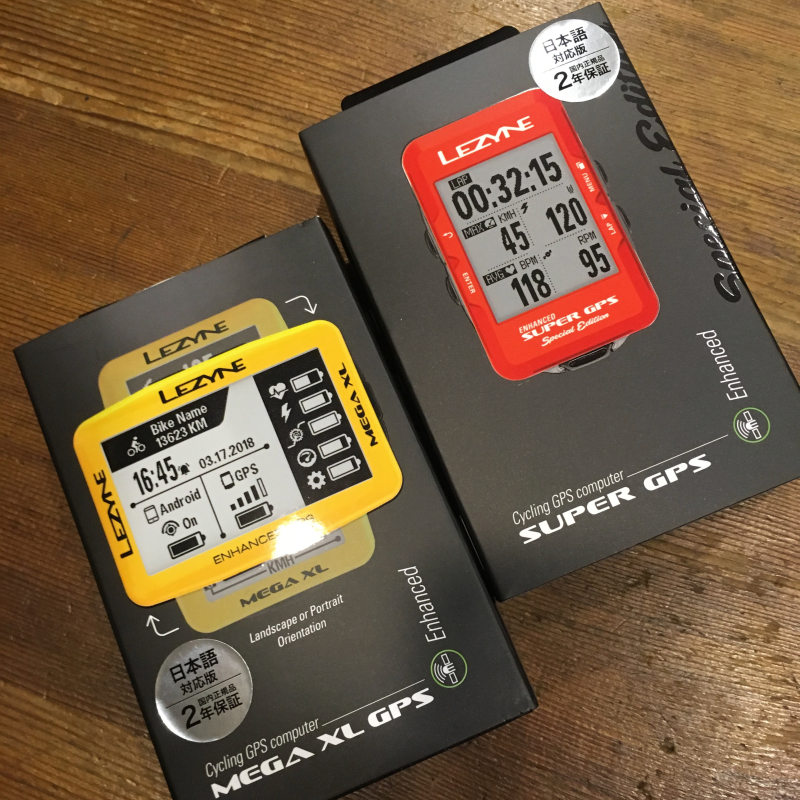 日本語
対応版
国内正規品
2年保証
Special Edition
LEZYNE
LAP
00:32:15
MAX KMH
45
120
AVG BPM
118
RPM
95
MENU
LAP
ENTER
ENHANCED
SUPER GPS
Special Edition
Enhanced
Cycling GPS computer
SUPER GPS
LEZYNE
LEZYNE
MEGA XL
LEZYNE
Bike Name
13623 KM
16:45
03.17.2018
Android
On
GPS
KMH
MEGA XL
Landscape or Portrait
Orientation
日本語
対応版
国内正規品
2年保証
Enhanced
Cycling GPS computer
MEGA XL GPS